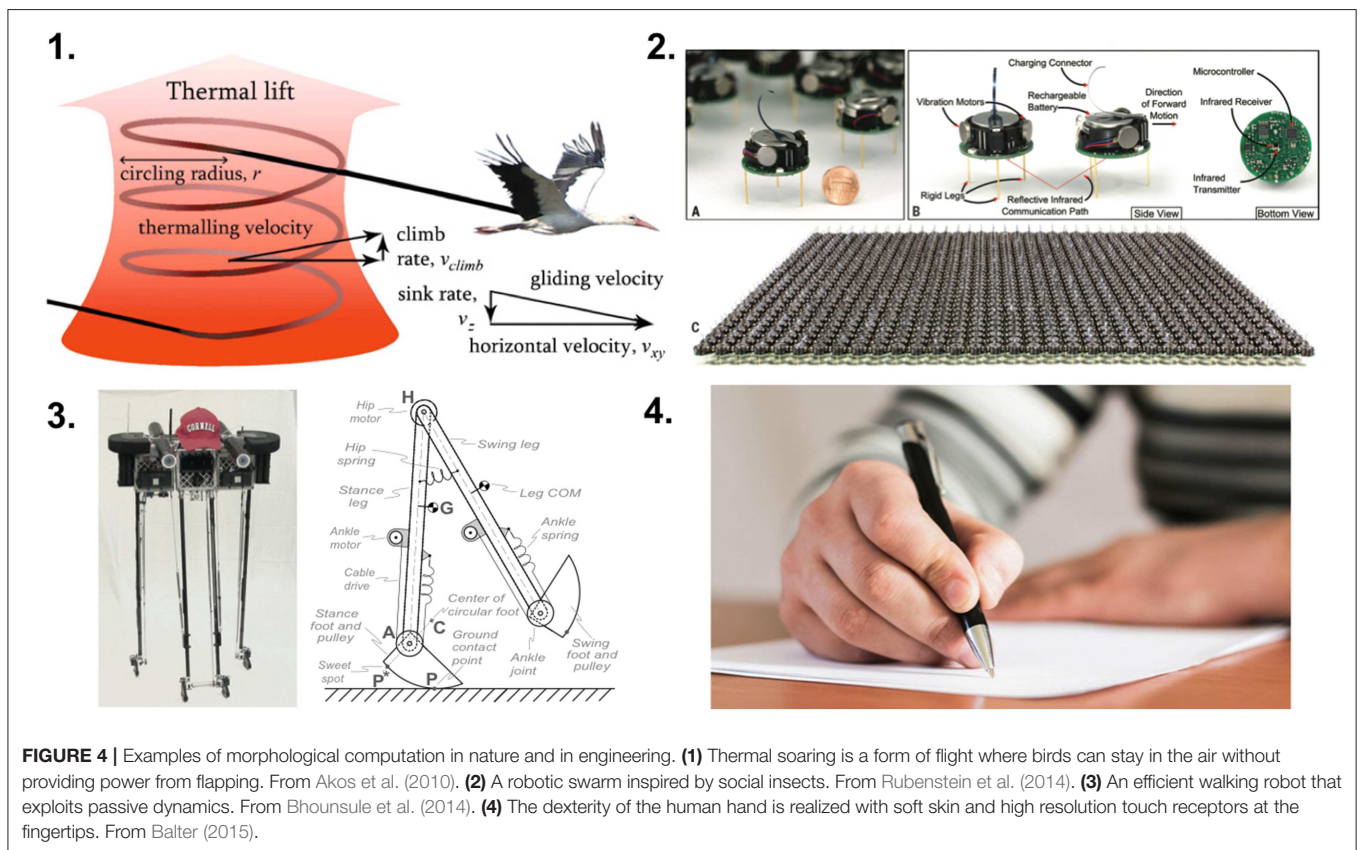 1.
Thermal lift
circling radius, r
thermalling velocity
climb
rate, v_climb
gliding velocity
sink rate,
v_z
horizontal velocity, v_xy
2.
A
Charging Connector
Vibration Motors
Rechargeable
Battery
Direction
of Forward
Motion
Microcontroller
Infrared Receiver
Infrared
Transmitter
Rigid Legs
Reflective Infrared
Communication Path
B
Side View
Bottom View
C
3.
CORNELL
H
Hip
motor
Swing leg
Hip
spring
Stance
leg
Leg COM
G
Ankle
motor
Ankle
spring
Cable
drive
Center of
circular foot
Stance
foot and
pulley
A
C
Ground
contact
point
Sweet
spot
P*
P
Ankle
joint
Swing
foot and
pulley
4.
FIGURE 4 | Examples of morphological computation in nature and in engineering. (1) Thermal soaring is a form of flight where birds can stay in the air without
providing power from flapping. From Akos et al. (2010). (2) A robotic swarm inspired by social insects. From Rubenstein et al. (2014). (3) An efficient walking robot that
exploits passive dynamics. From Bhounsule et al. (2014). (4) The dexterity of the human hand is realized with soft skin and high resolution touch receptors at the
fingertips. From Balter (2015).